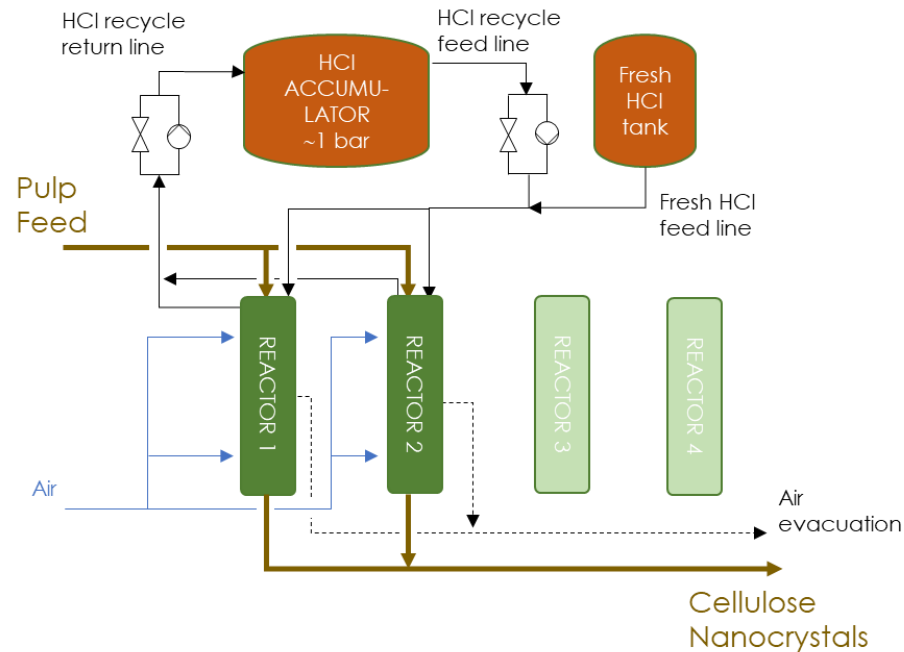 HCl recycle
return line
HCl
ACCUMU-
LATOR
~1 bar
HCl recycle
feed line
Fresh
HCl
tank
Pulp
Feed
Fresh HCl
feed line
REACTOR 1
REACTOR 2
REACTOR 3
REACTOR 4
Air
Air
evacuation
Cellulose
Nanocrystals